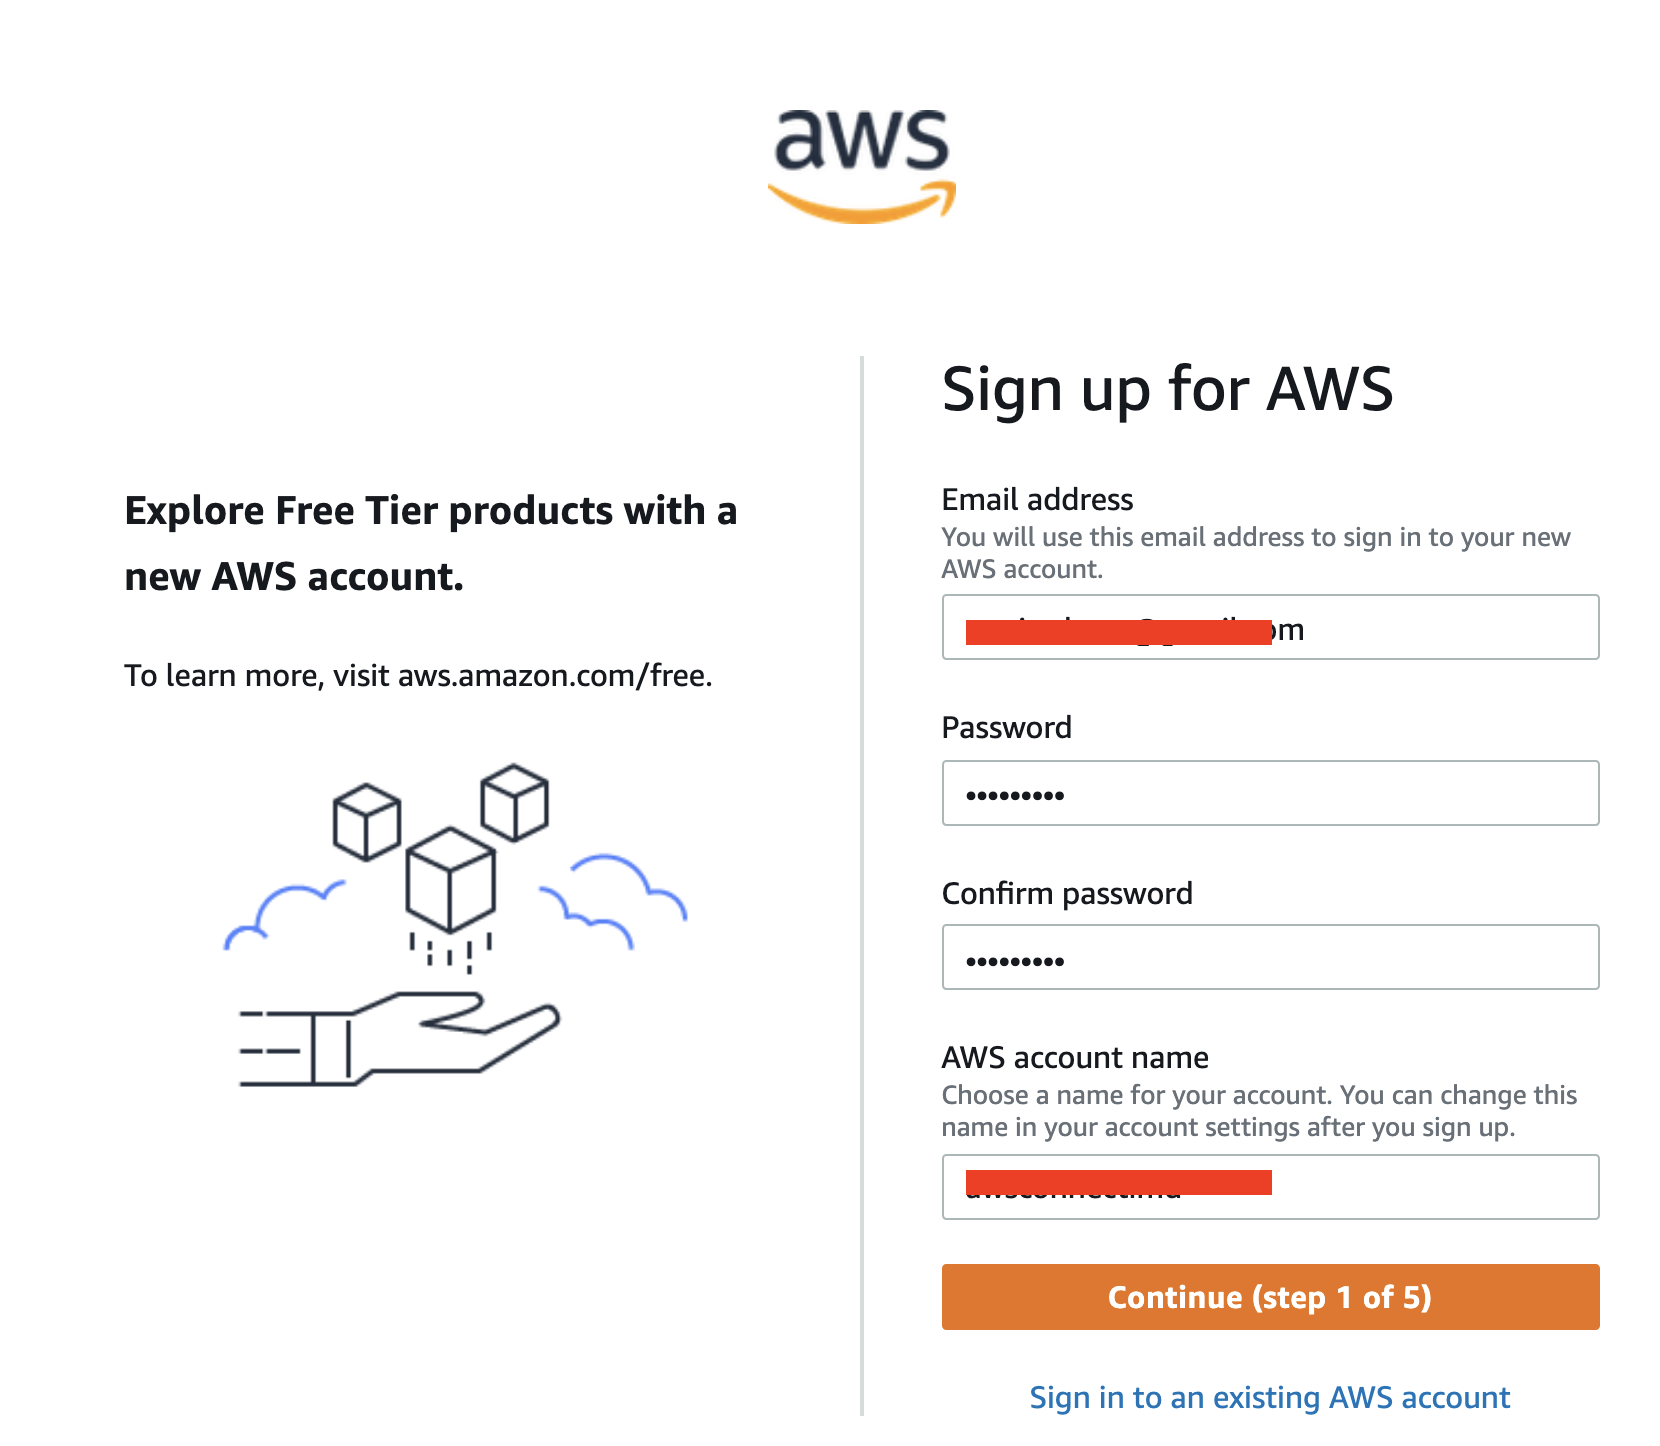 aws
Explore Free Tier products with a
new AWS account.
To learn more, visit aws.amazon.com/free.
Sign up for AWS
Email address
You will use this email address to sign in to your new
AWS account.
Password
•••••••••
Confirm password
•••••••••
AWS account name
Choose a name for your account. You can change this
name in your account settings after you sign up.
Continue (step 1 of 5)
Sign in to an existing AWS account